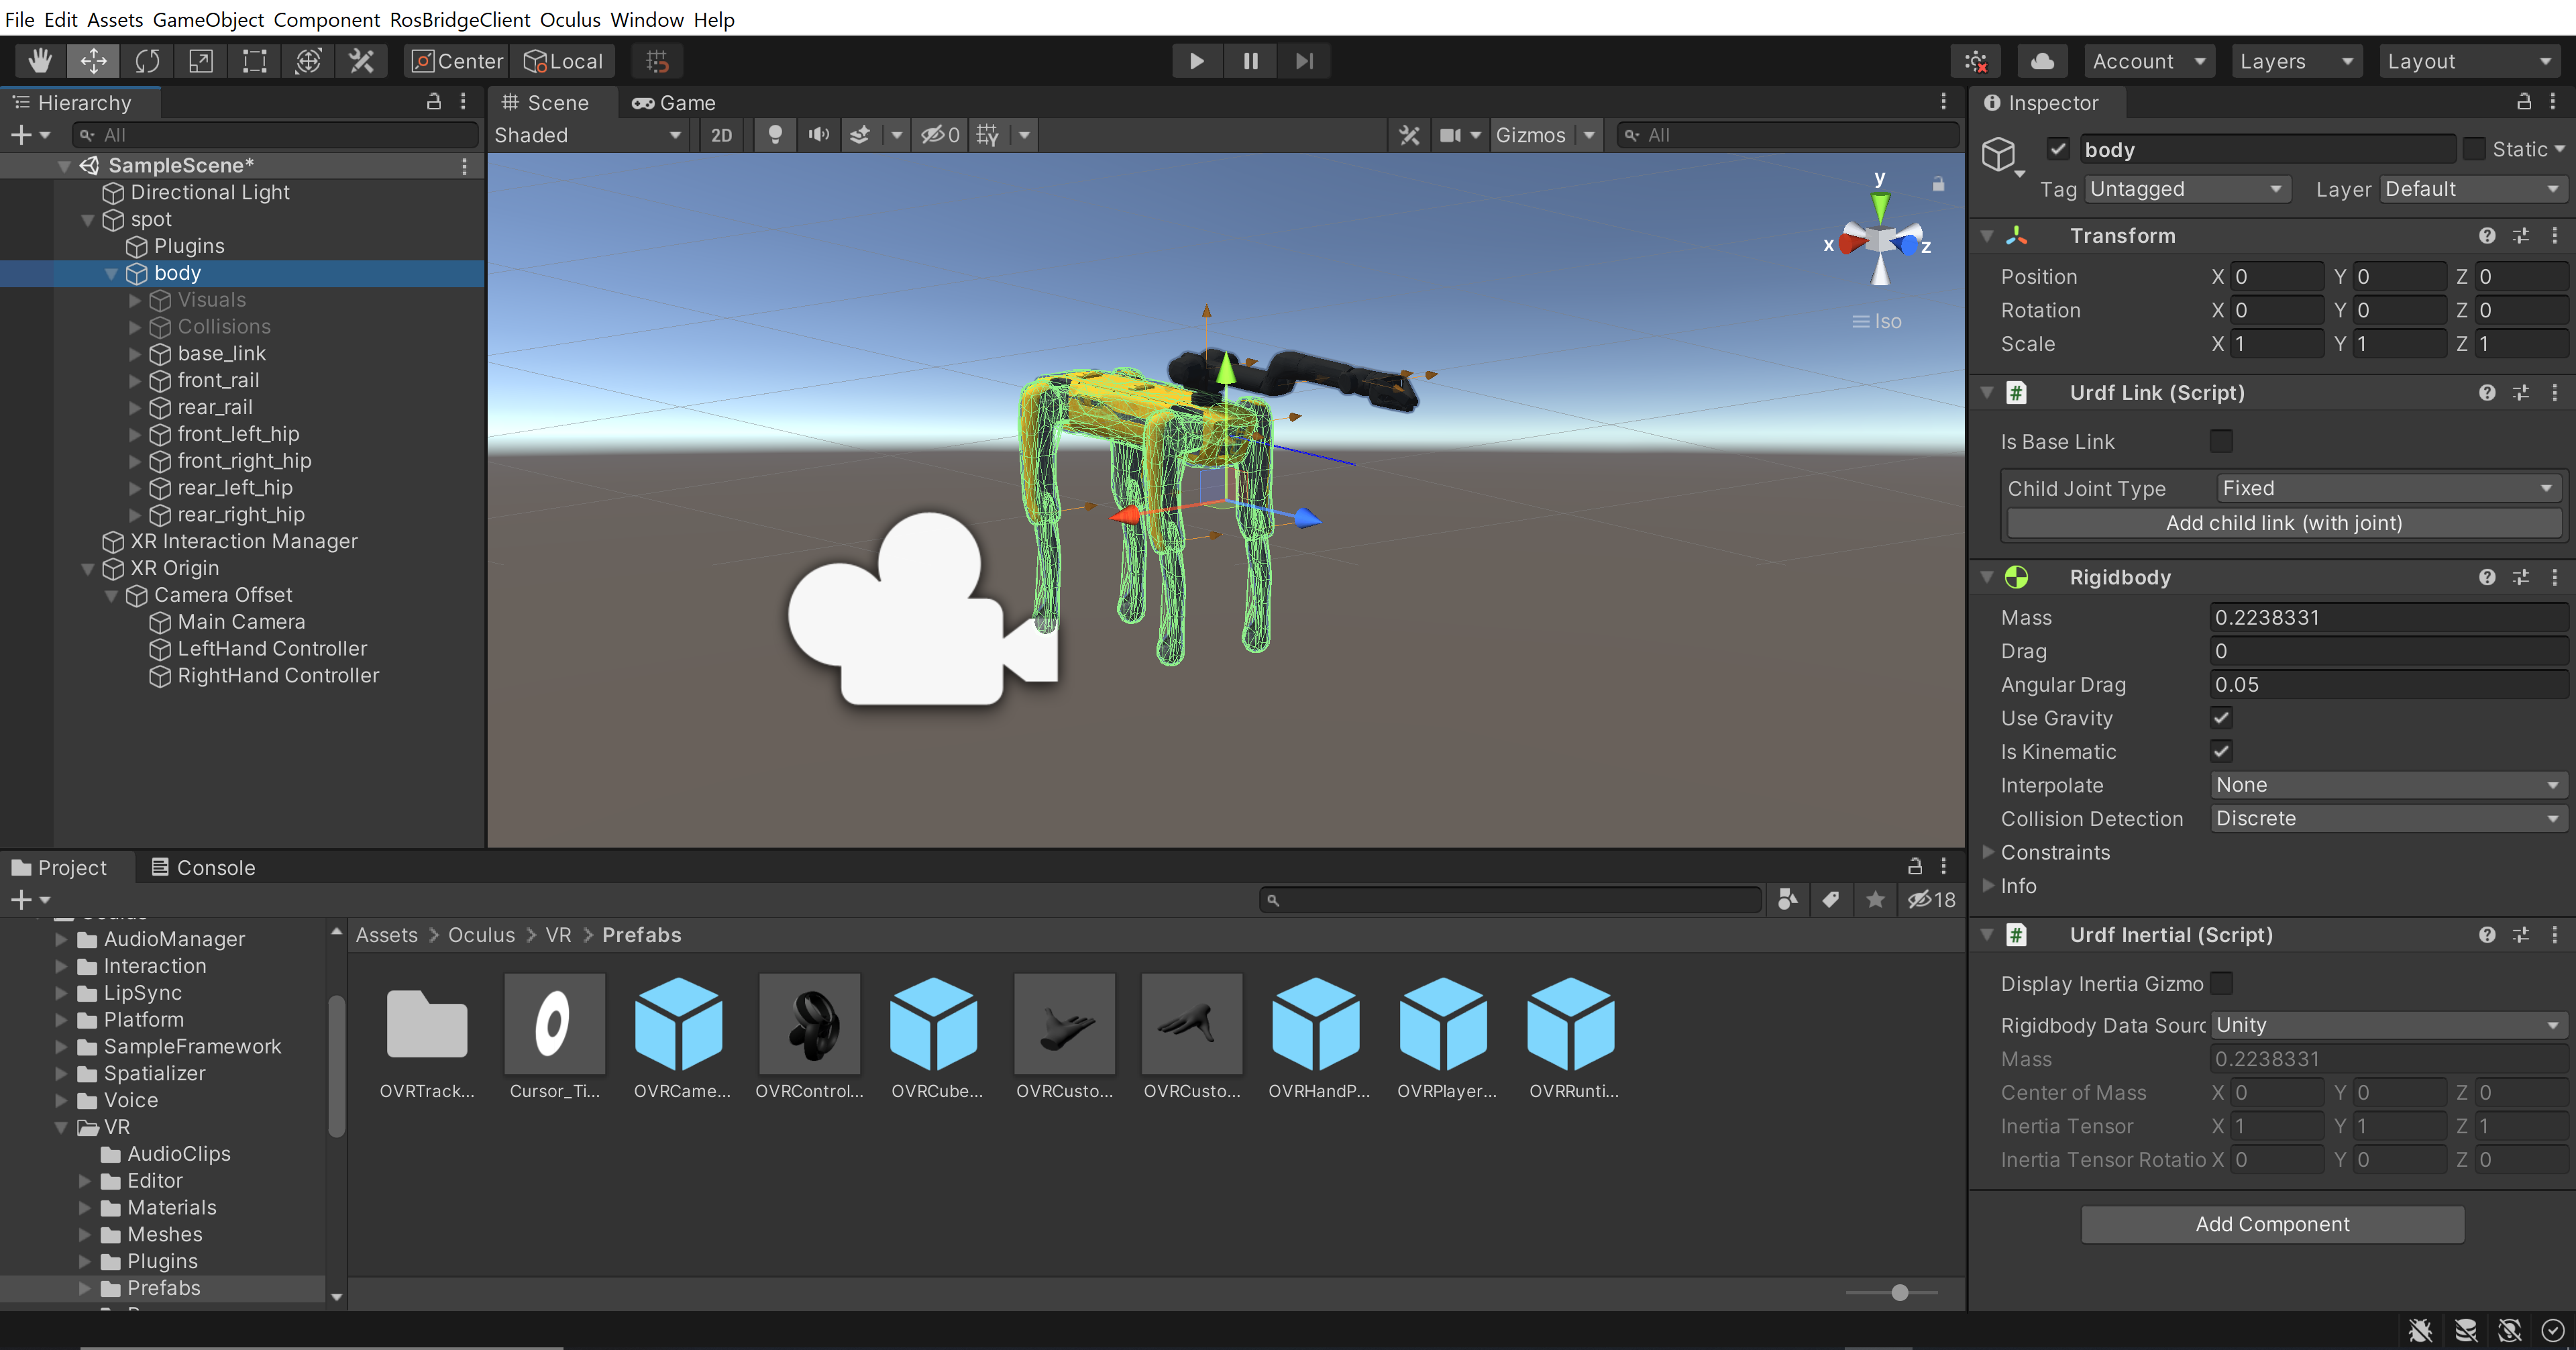 File Edit Assets GameObject Component RosBridgeClient Oculus Window Help
Center Local Account Layers Layout
Hierarchy
All
SampleScene*
Directional Light
spot
Plugins
body
Visuals
Collisions
base_link
front_rail
rear_rail
front_left_hip
front_right_hip
rear_left_hip
rear_right_hip
XR Interaction Manager
XR Origin
Camera Offset
Main Camera
LeftHand Controller
RightHand Controller
Scene Game
Shaded 2D 0 Gizmos All
y
x z
Iso
Inspector
body Static
Tag Untagged Layer Default
Transform
Position X 0 Y 0 Z 0
Rotation X 0 Y 0 Z 0
Scale X 1 Y 1 Z 1
Urdf Link (Script)
Is Base Link
Child Joint Type Fixed
Add child link (with joint)
Rigidbody
Mass 0.2238331
Drag 0
Angular Drag 0.05
Use Gravity
Is Kinematic
Interpolate None
Collision Detection Discrete
Constraints
Info
Urdf Inertial (Script)
Display Inertia Gizmo
Rigidbody Data Sourc Unity
Mass 0.2238331
Center of Mass X 0 Y 0 Z 0
Inertia Tensor X 1 Y 1 Z 1
Inertia Tensor Rotatio X 0 Y 0 Z 0
Add Component
Project Console
18
AudioManager
Interaction
LipSync
Platform
SampleFramework
Spatializer
Voice
VR
AudioClips
Editor
Materials
Meshes
Plugins
Prefabs
Assets > Oculus > VR > Prefabs
OVRTrack... Cursor_Ti... OVRCame... OVRControl... OVRCube... OVRCusto... OVRCusto... OVRHandP... OVRPlayer... OVRRunti...